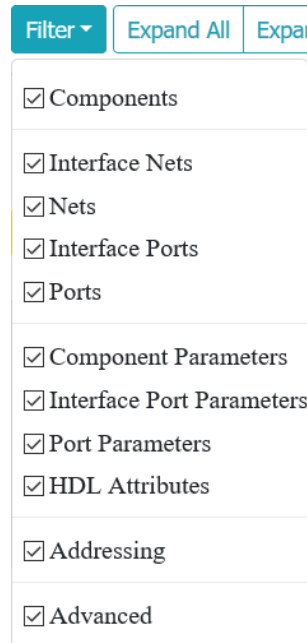 Filter Expand All Expar
Components
Interface Nets
Nets
Interface Ports
Ports
Component Parameters
Interface Port Parameters
Port Parameters
HDL Attributes
Addressing
Advanced